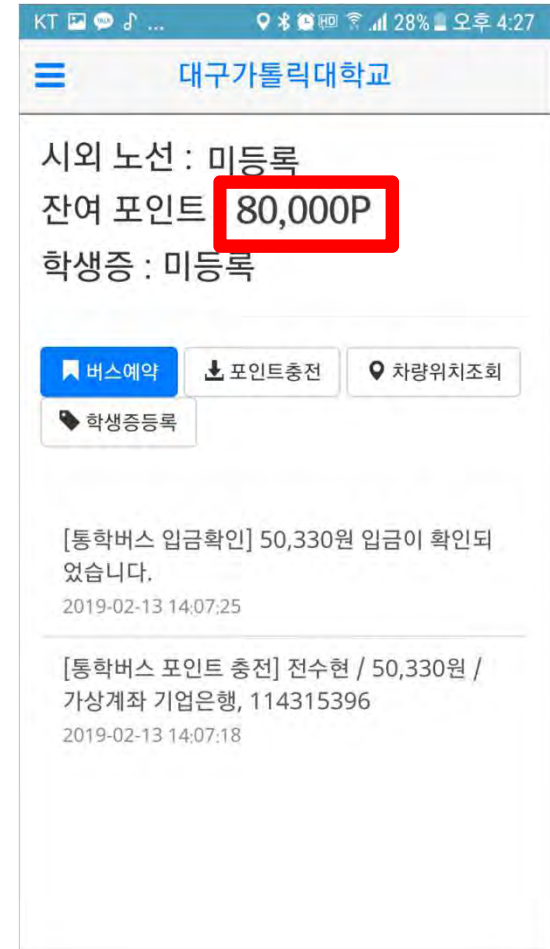 KT ... 28% 오후 4:27
대구가톨릭대학교
시외 노선 : 미등록
잔여 포인트 80,000P
학생증 : 미등록
버스예약 포인트충전 차량위치조회
학생증등록
[통학버스 입금확인] 50,330원 입금이 확인되
었습니다.
2019-02-13 14:07:25
[통학버스 포인트 충전] 전수현 / 50,330원 /
가상계좌 기업은행, 114315396
2019-02-13 14:07:18